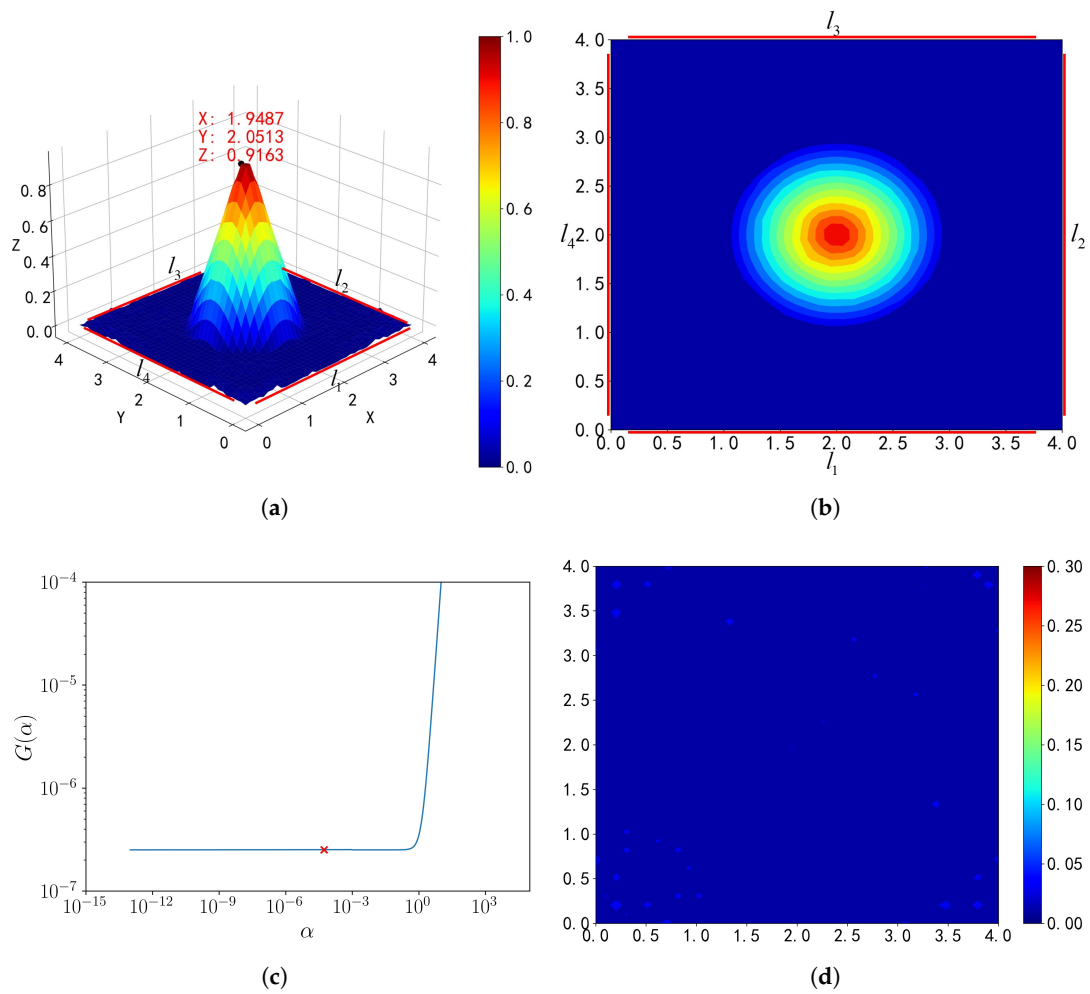 X: 1.9487
Y: 2.0513
Z: 0.9163
Z
0.8
0.6
0.4
0.2
0.0
4
3
2
1
0
Y
0
1
2
3
4
X
l₃
l₂
l₄
l₁
1.0
0.8
0.6
0.4
0.2
0.0
(a)
l₃
4.0
3.5
3.0
2.5
l₄ 2.0
1.5
1.0
0.5
0.0
l₂
0.0 0.5 1.0 1.5 2.0 2.5 3.0 3.5 4.0
l₁
(b)
10⁻⁴
10⁻⁵
10⁻⁶
10⁻⁷
G(α)
10⁻¹⁵ 10⁻¹² 10⁻⁹ 10⁻⁶ 10⁻³ 10⁰ 10³
α
(c)
4.0
3.5
3.0
2.5
2.0
1.5
1.0
0.5
0.0
0.0 0.5 1.0 1.5 2.0 2.5 3.0 3.5 4.0
0.30
0.25
0.20
0.15
0.10
0.05
0.00
(d)